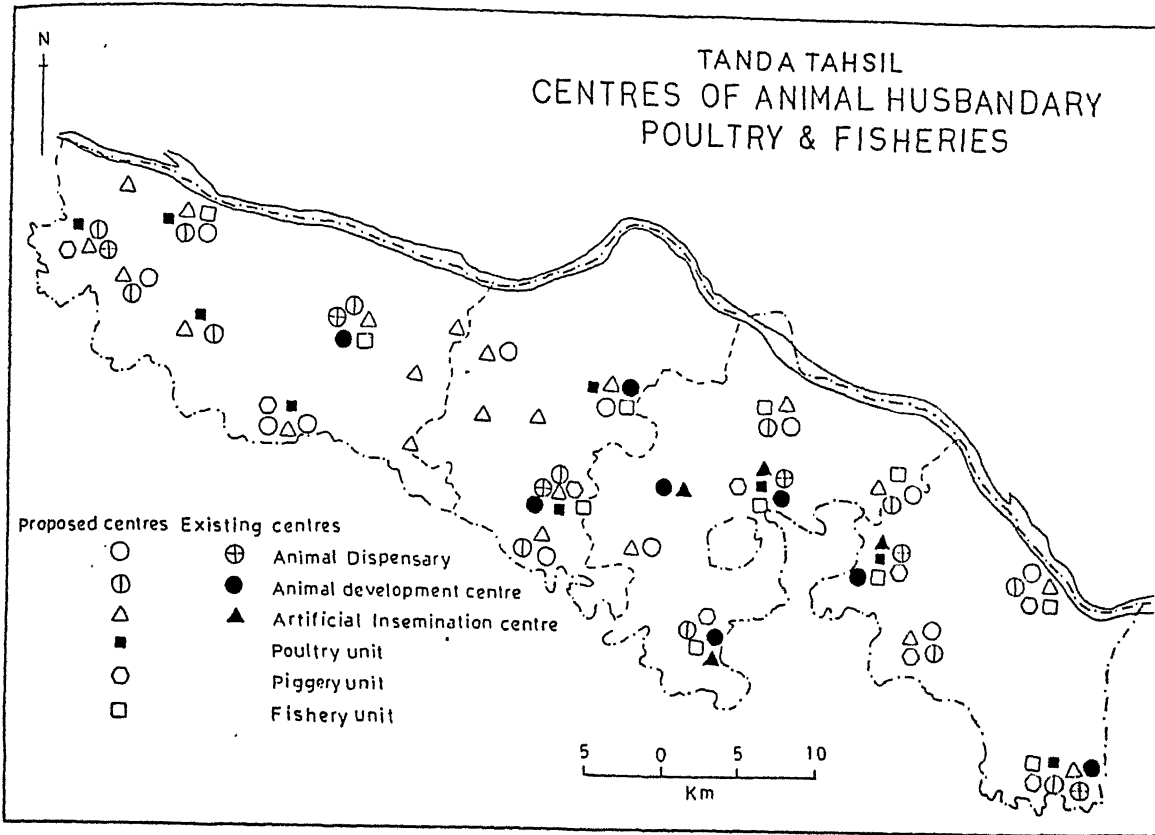 N
TANDA TAHSIL
CENTRES OF ANIMAL HUSBANDARY
POULTRY & FISHERIES
Proposed centres Existing centres
Animal Dispensary
Animal development centre
Artificial Insemination centre
Poultry unit
Piggery unit
Fishery unit
5 0 5 10
Km